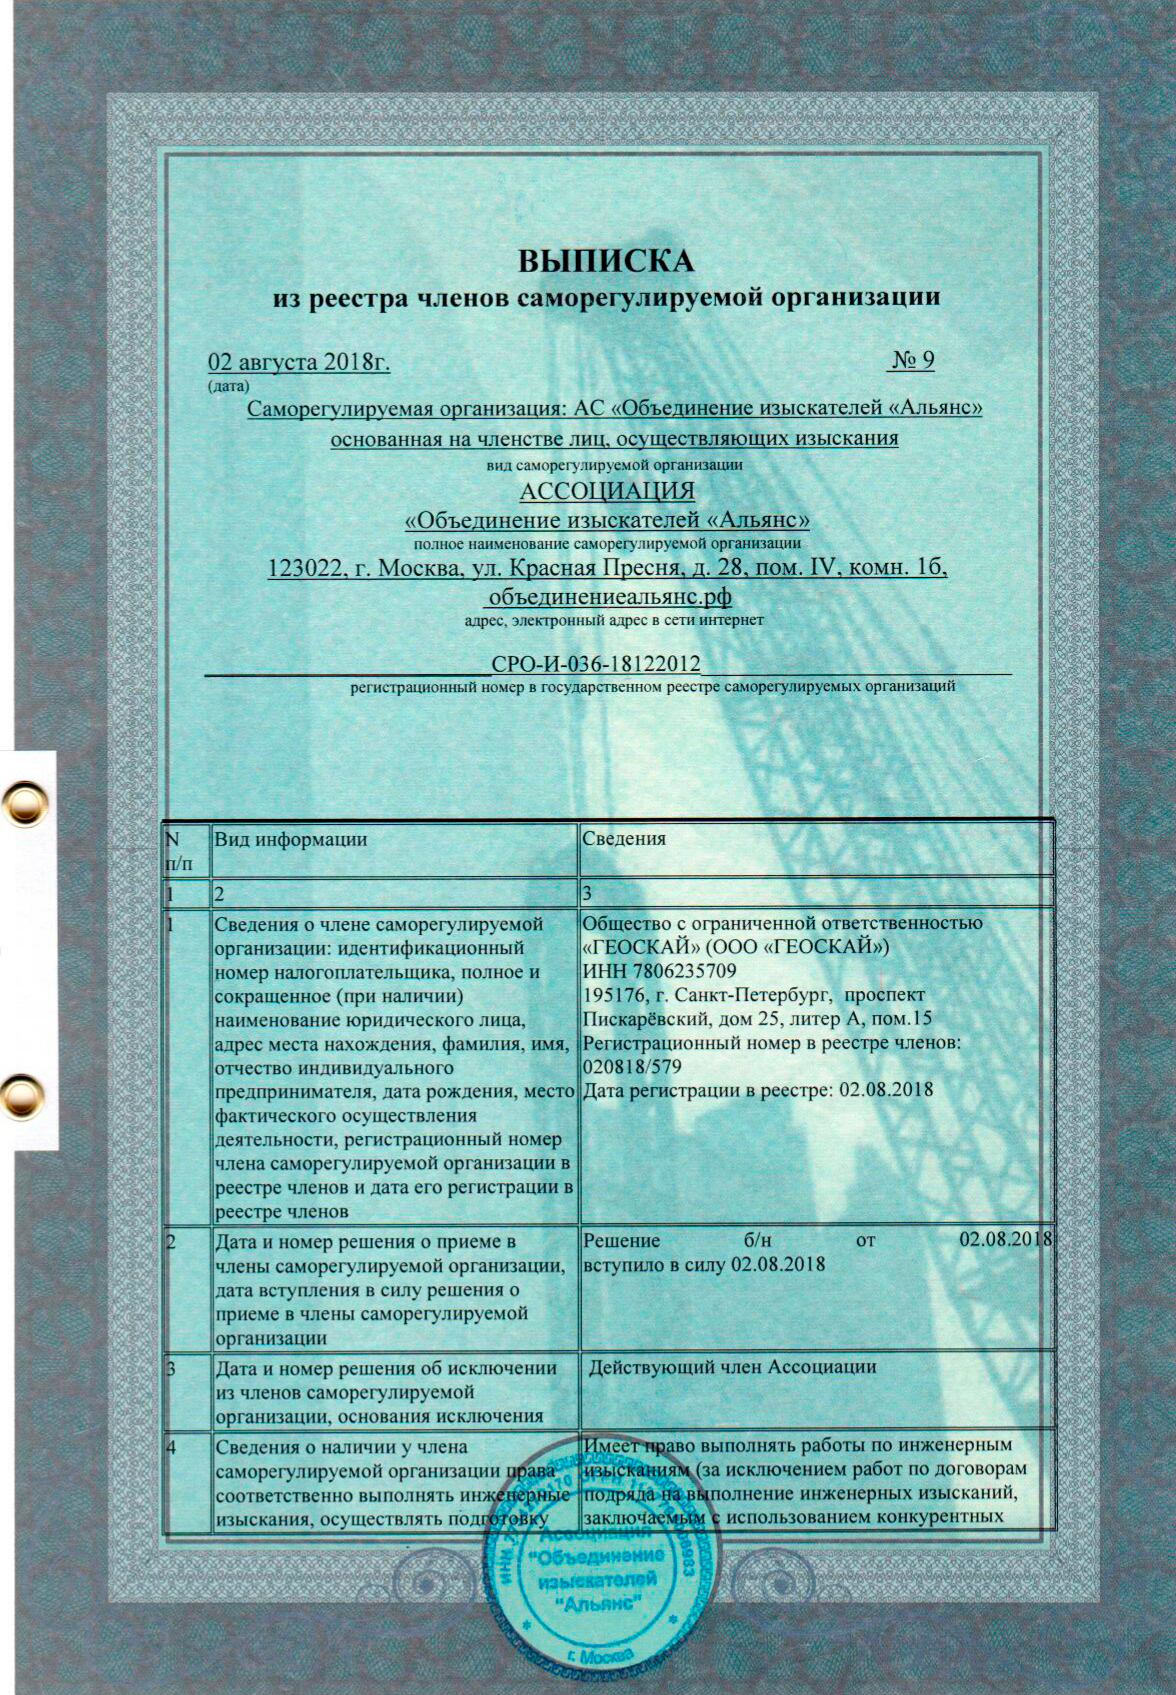 ВЫПИСКА
из реестра членов саморегулируемой организации
02 августа 2018г.
№ 9
(дата)
Саморегулируемая организация: АС «Объединение изыскателей «Альянс»
основанная на членстве лиц, осуществляющих изыскания
вид саморегулируемой организации
АССОЦИАЦИЯ
«Объединение изыскателей «Альянс»
полное наименование саморегулируемой организации
123022, г. Москва, ул. Красная Пресня, д. 28, пом. IV, комн. 1б,
объединениеальянс.рф
адрес, электронный адрес в сети интернет
СРО-И-036-18122012
регистрационный номер в государственном реестре саморегулируемых организаций
N
п/п
Вид информации
Сведения
1
2
3
1
Сведения о члене саморегулируемой
организации: идентификационный
номер налогоплательщика, полное и
сокращенное (при наличии)
наименование юридического лица,
адрес места нахождения, фамилия, имя,
отчество индивидуального
предпринимателя, дата рождения, место
фактического осуществления
деятельности, регистрационный номер
члена саморегулируемой организации в
реестре членов и дата его регистрации в
реестре членов
Общество с ограниченной ответственностью
«ГЕОСКАЙ» (ООО «ГЕОСКАЙ»)
ИНН 7806235709
195176, г. Санкт-Петербург, проспект
Пискарёвский, дом 25, литер А, пом.15
Регистрационный номер в реестре членов:
020818/579
Дата регистрации в реестре: 02.08.2018
2
Дата и номер решения о приеме в
члены саморегулируемой организации,
дата вступления в силу решения о
приеме в члены саморегулируемой
организации
Решение б/н от 02.08.2018
вступило в силу 02.08.2018
3
Дата и номер решения об исключении
из членов саморегулируемой
организации, основания исключения
Действующий член Ассоциации
4
Сведения о наличии у члена
саморегулируемой организации права
соответственно выполнять инженерные
изыскания, осуществлять подготовку
Имеет право выполнять работы по инженерным
изысканиям (за исключением работ по договорам
подряда на выполнение инженерных изысканий,
заключаемым с использованием конкурентных
Ассоциация
"Объединение
изыскателей
"Альянс"
г. Москва
ИНН
ОГРН